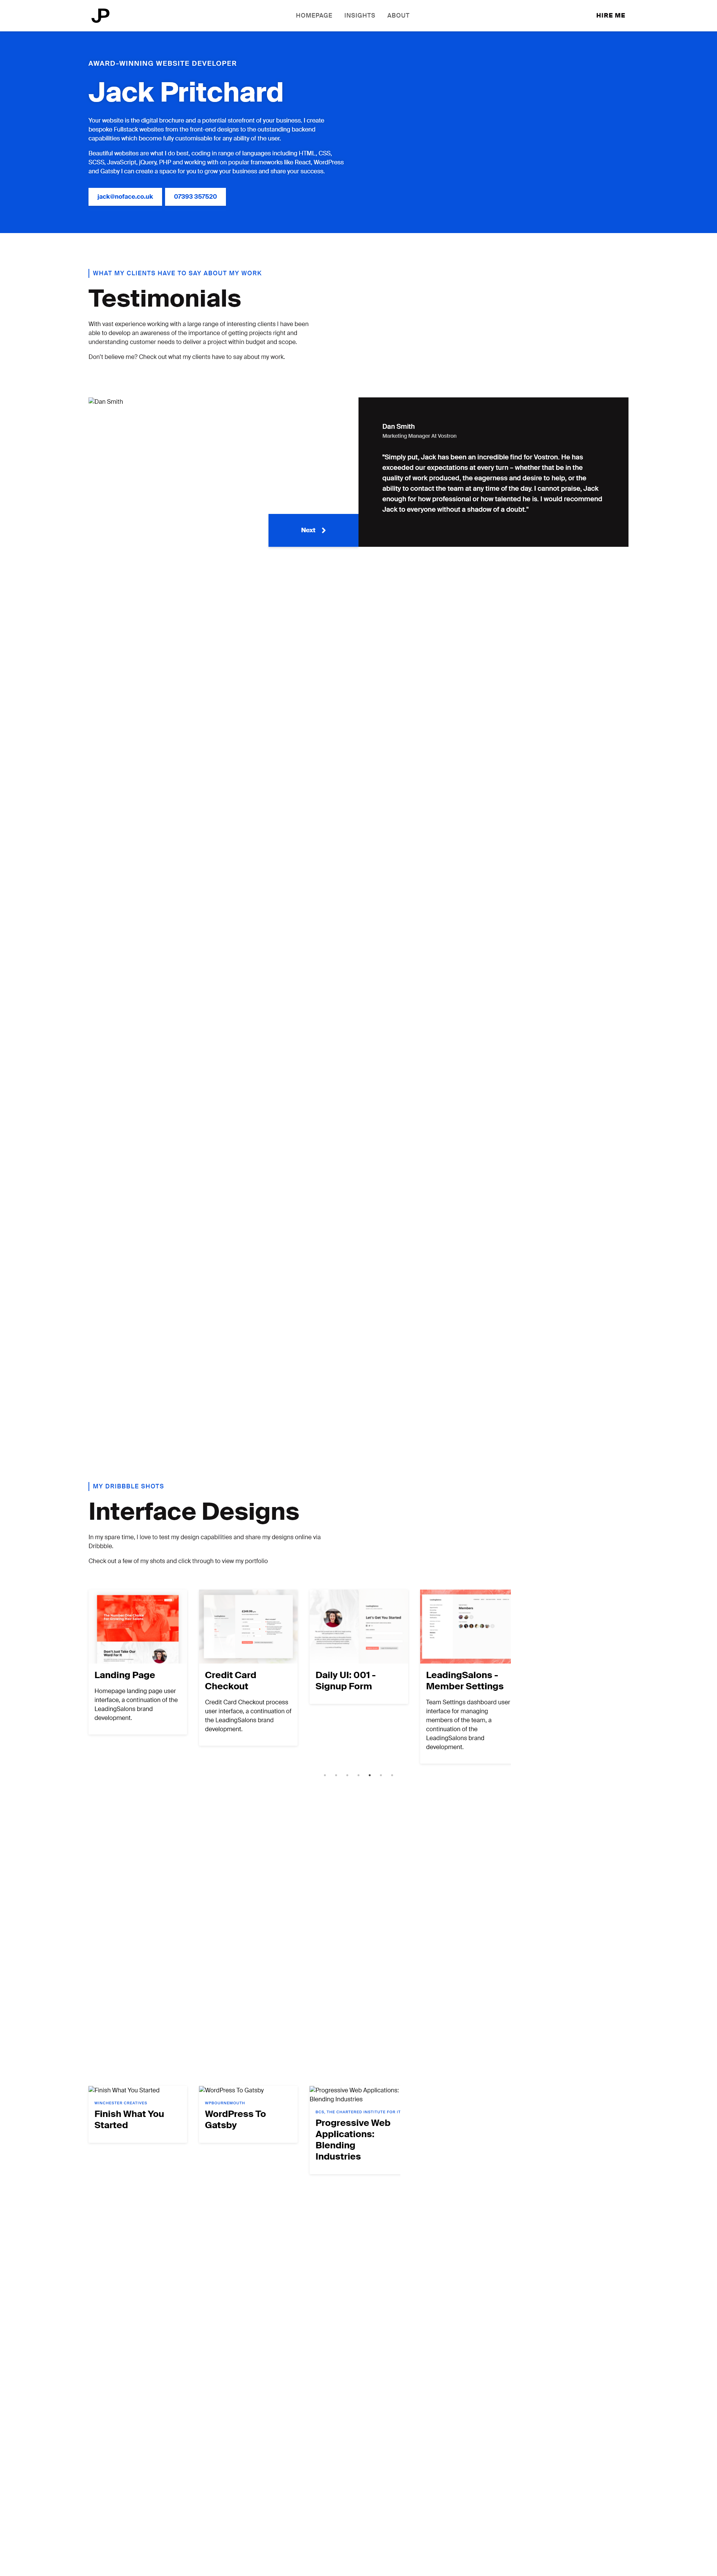 JP
HOMEPAGE INSIGHTS ABOUT
HIRE ME
AWARD-WINNING WEBSITE DEVELOPER
Jack Pritchard
Your website is the digital brochure and a potential storefront of your business. I create
bespoke Fullstack websites from the front-end designs to the outstanding backend
capabilities which become fully customisable for any ability of the user.
Beautiful websites are what I do best, coding in range of languages including HTML, CSS,
SCSS, JavaScript, jQuery, PHP and working with on popular frameworks like React, WordPress
and Gatsby I can create a space for you to grow your business and share your success.
jack@noface.co.uk
07393 357520
WHAT MY CLIENTS HAVE TO SAY ABOUT MY WORK
Testimonials
With vast experience working with a large range of interesting clients I have been
able to develop an awareness of the importance of getting projects right and
understanding customer needs to deliver a project within budget and scope.
Don't believe me? Check out what my clients have to say about my work.
Dan Smith
Next
Dan Smith
Marketing Manager At Vostron
"Simply put, Jack has been an incredible find for Vostron. He has
exceeded our expectations at every turn – whether that be in the
quality of work produced, the eagerness and desire to help, or the
ability to contact the team at any time of the day. I cannot praise, Jack
enough for how professional or how talented he is. I would recommend
Jack to everyone without a shadow of a doubt."
MY DRIBBBLE SHOTS
Interface Designs
In my spare time, I love to test my design capabilities and share my designs online via
Dribbble.
Check out a few of my shots and click through to view my portfolio
Landing Page
Homepage landing page user
interface, a continuation of the
LeadingSalons brand
development.
Credit Card
Checkout
Credit Card Checkout process
user interface, a continuation of
the LeadingSalons brand
development.
Let's Get You Started
Daily UI: 001 -
Signup Form
Members
LeadingSalons -
Member Settings
Team Settings dashboard user
interface for managing
members of the team, a
continuation of the
LeadingSalons brand
development.
Finish What You Started
WINCHESTER CREATIVES
Finish What You
Started
WordPress To Gatsby
WPBOURNEMOUTH
WordPress To
Gatsby
Progressive Web Applications:
Blending Industries
BCS, THE CHARTERED INSTITUTE FOR IT
Progressive Web
Applications:
Blending
Industries